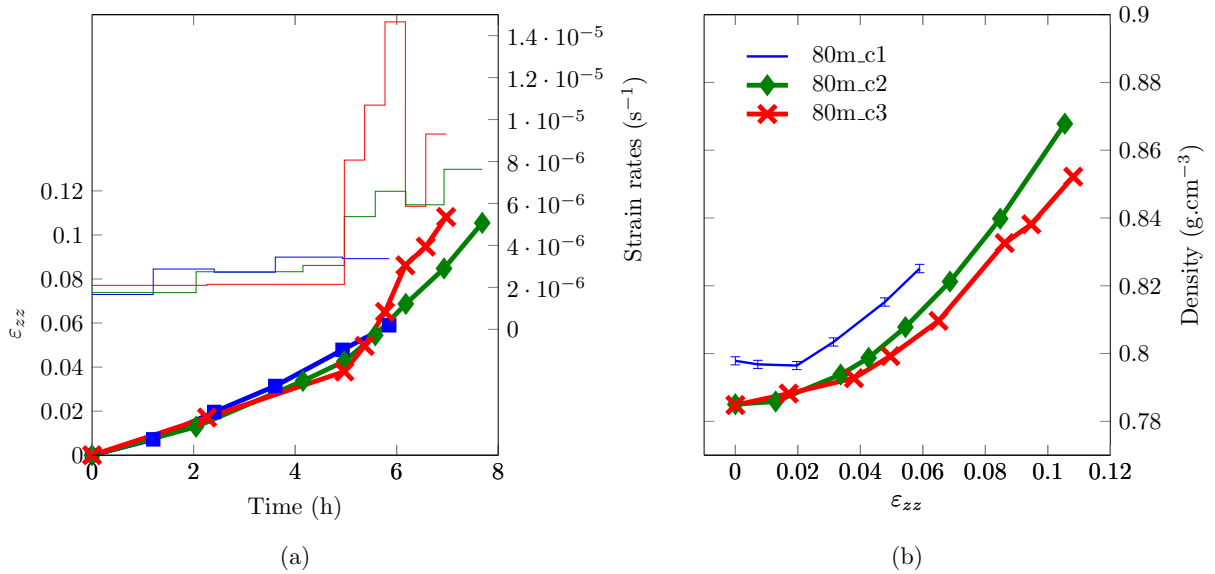 0.12
0.1
0.08
0.06
0.04
0.02
0
ε_zz
0 2 4 6 8
Time (h)
1.4 · 10⁻⁵
1.2 · 10⁻⁵
1 · 10⁻⁵
8 · 10⁻⁶
6 · 10⁻⁶
4 · 10⁻⁶
2 · 10⁻⁶
0
Strain rates (s⁻¹)
(a)
80m_c1
80m_c2
80m_c3
0.9
0.88
0.86
0.84
0.82
0.8
0.78
Density (g.cm⁻³)
0 0.02 0.04 0.06 0.08 0.1 0.12
ε_zz
(b)